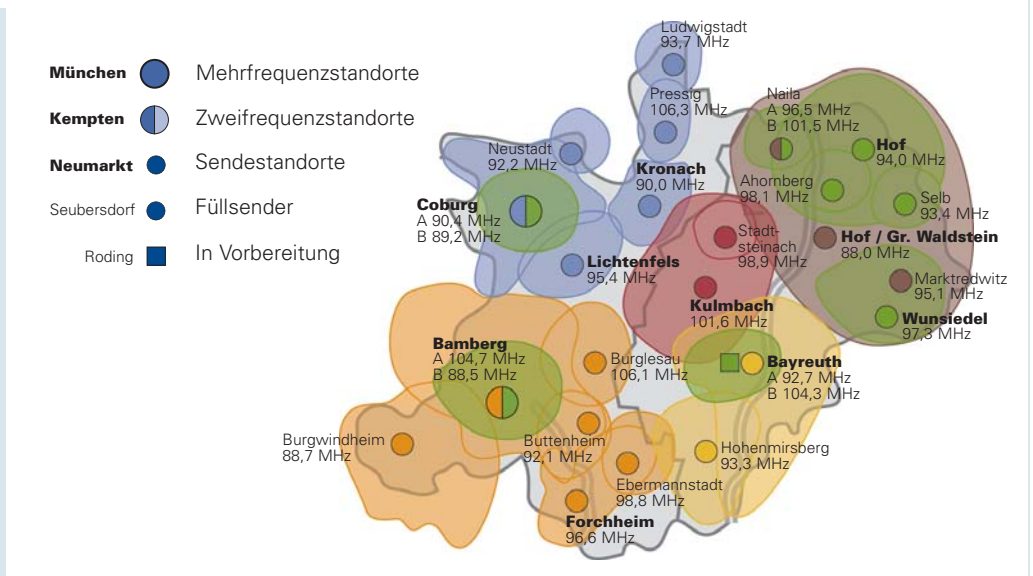 München Mehrfrequenzstandorte
Kempten Zweifrequenzstandorte
Neumarkt Sendestandorte
Seubersdorf Füllsender
Roding In Vorbereitung
Ludwigstadt
93,7 MHz
Pressig
106,3 MHz
Naila
A 96,5 MHz
B 101,5 MHz
Neustadt
92,2 MHz
Hof
94,0 MHz
Kronach
90,0 MHz
Ahornberg
98,1 MHz
Selb
93,4 MHz
Coburg
A 90,4 MHz
B 89,2 MHz
Stadt-
steinach
98,9 MHz
Hof / Gr. Waldstein
88,0 MHz
Lichtenfels
95,4 MHz
Marktredwitz
95,1 MHz
Kulmbach
101,6 MHz
Wunsiedel
97,3 MHz
Bamberg
A 104,7 MHz
B 88,5 MHz
Burglesau
106,1 MHz
Bayreuth
A 92,7 MHz
B 104,3 MHz
Burgwindheim
88,7 MHz
Buttenheim
92,1 MHz
Hohenmirsberg
93,3 MHz
Ebermannstadt
98,8 MHz
Forchheim
96,6 MHz